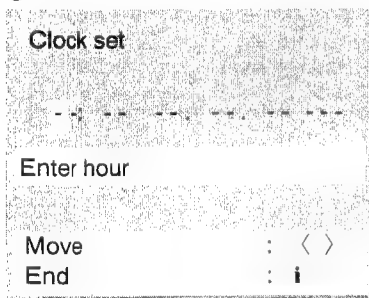 Clock set
--:-- --.--.-- ---
Enter hour
Move : < >
End : i